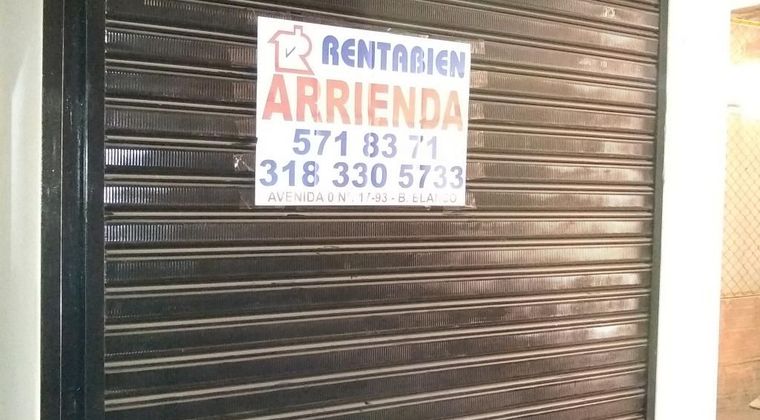 RENTABIEN
ARRIENDA
571 83 71
318 330 5733
AVENIDA 0 N°. 17-93 - B. BLANCO